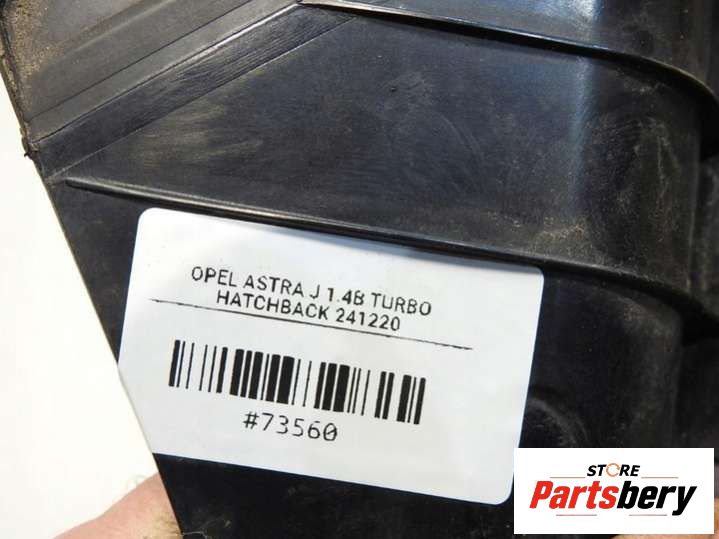 OPEL ASTRA J 1.4B TURBO
HATCHBACK 241220
#73560
STORE
Partsbery